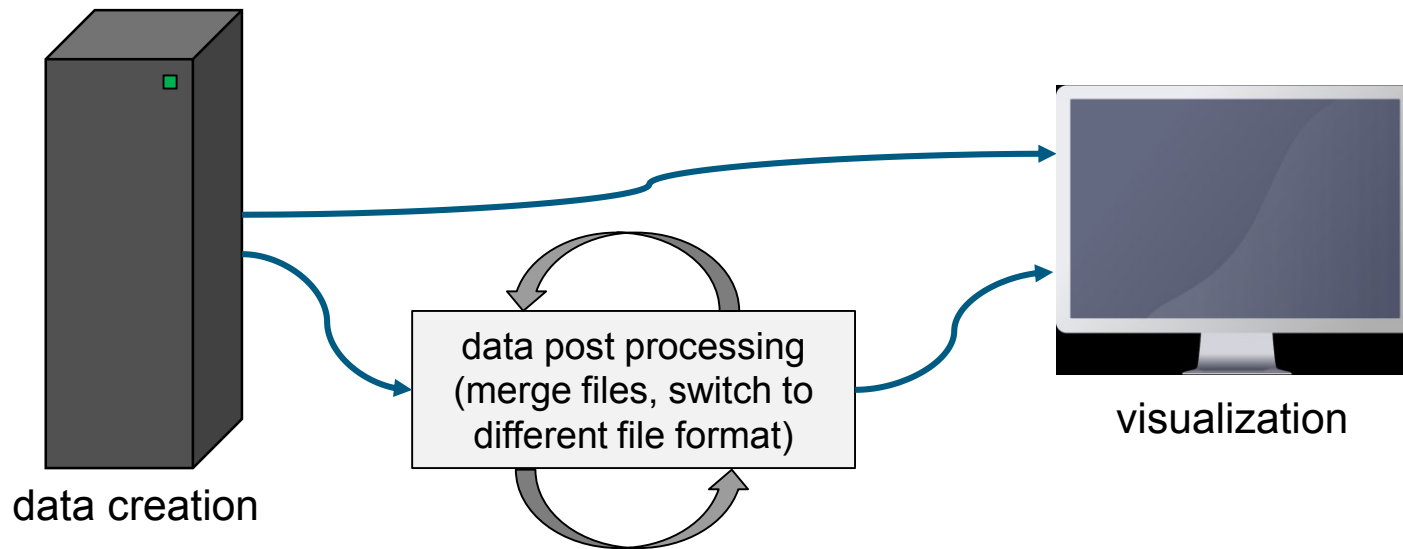 data post processing
(merge files, switch to
different file format)
visualization
data creation